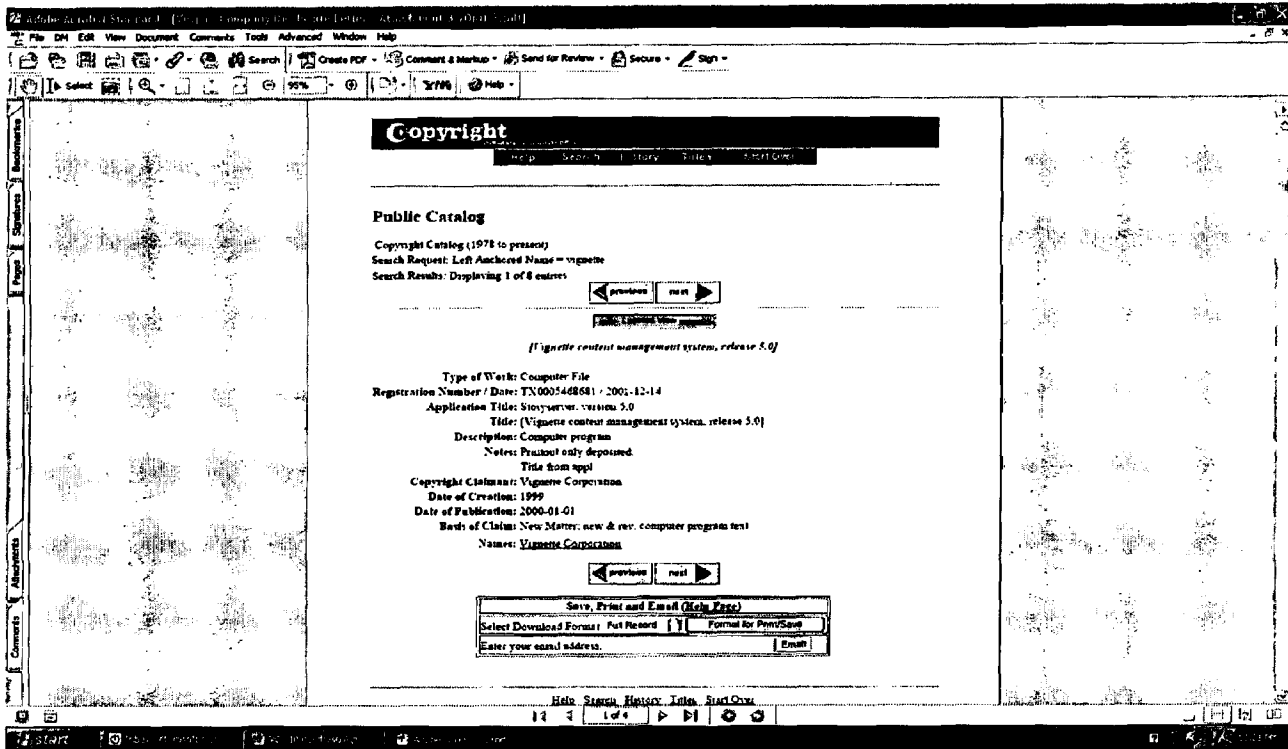 File DM Edit View Document Comments Tools Advanced Window Help
Search Create PDF Comment & Markup Send for Review Secure Sign
Select 95% Help
Bookmarks
Signatures
Pages
Attachments
Comments
Copyright
Help Search History Titles Start Over
Public Catalog
Copyright Catalog (1978 to present)
Search Request: Left Anchored Name = vignette
Search Results: Displaying 1 of 8 entries
previous next
[Vignette content management system, release 5.0]
Type of Work: Computer File
Registration Number / Date: TX0005468681 / 2001-12-14
Application Title: Storyserver, version 5.0
Title: [Vignette content management system, release 5.0]
Description: Computer program
Notes: Printout only deposited.
Title from appl
Copyright Claimant: Vignette Corporation
Date of Creation: 1999
Date of Publication: 2000-01-01
Basis of Claim: New Matter: new & rev. computer program text
Names: Vignette Corporation
previous next
Save, Print and Email (Help Page)
Select Download Format Full Record Format for Print/Save
Enter your email address. Email
Help Search History Titles Start Over
1 of 4
start